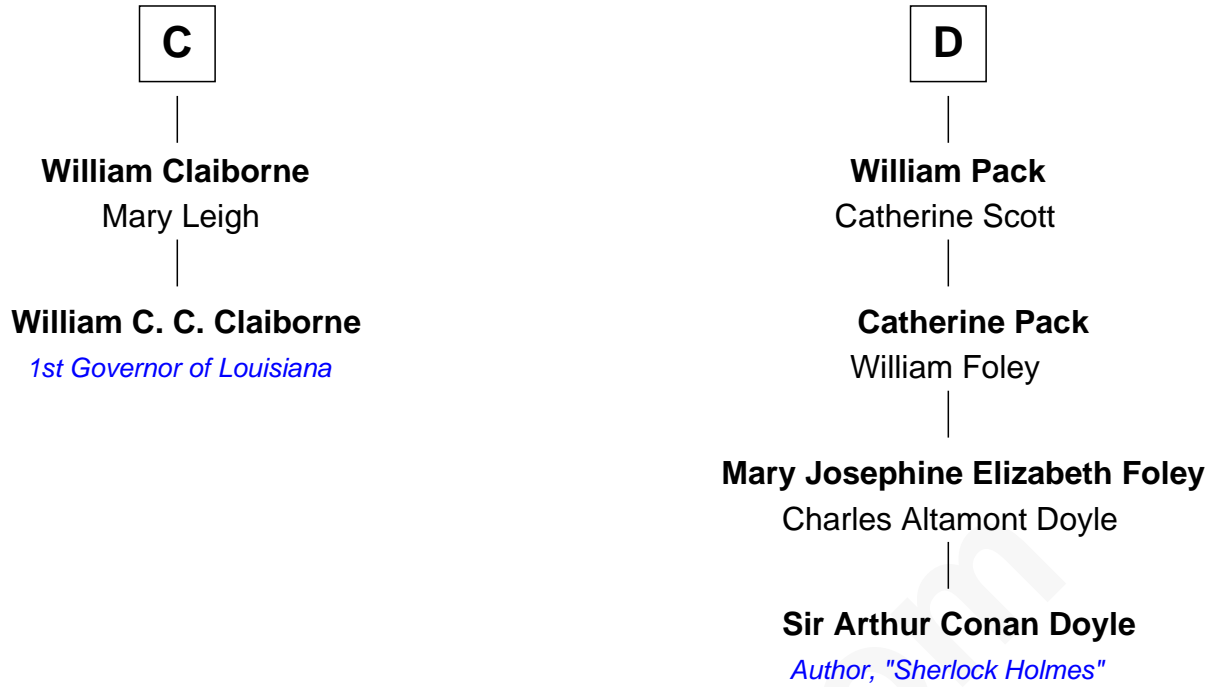 C
William Claiborne
Mary Leigh
William C. C. Claiborne
1st Governor of Louisiana
D
William Pack
Catherine Scott
Catherine Pack
William Foley
Mary Josephine Elizabeth Foley
Charles Altamont Doyle
Sir Arthur Conan Doyle
Author, "Sherlock Holmes"